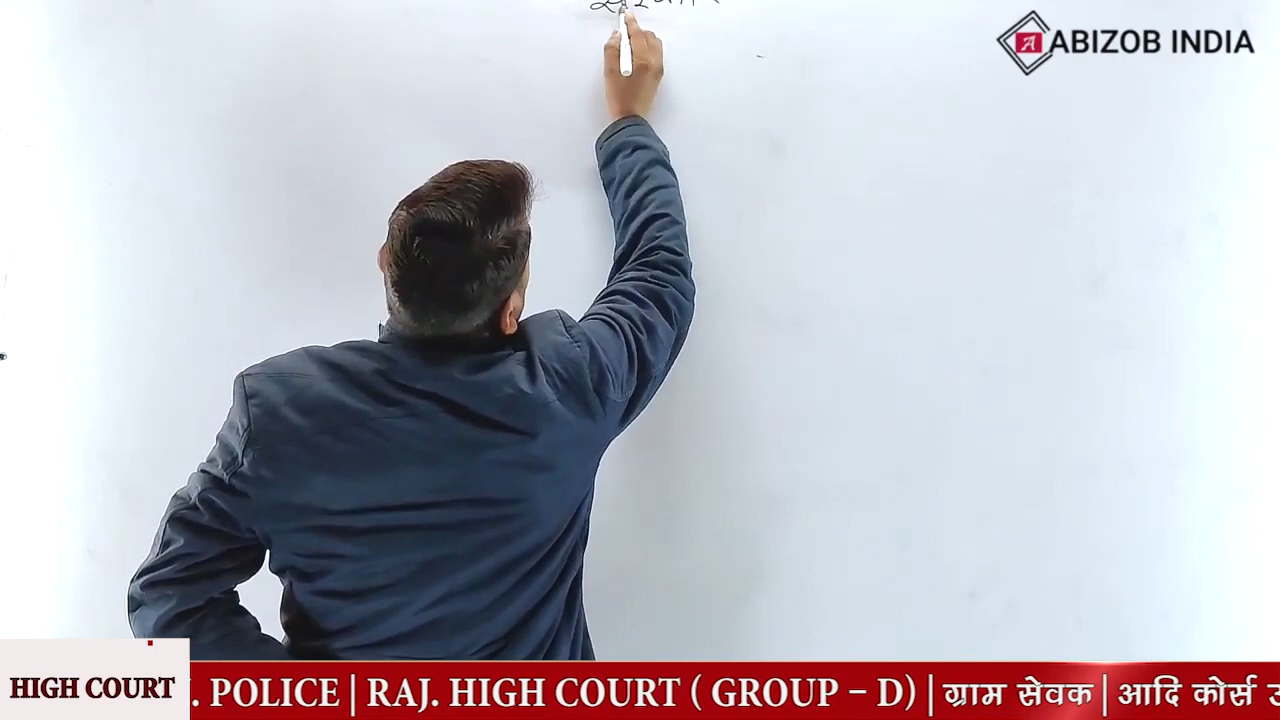 ABIZOB INDIA
HIGH COURT
. POLICE | RAJ. HIGH COURT ( GROUP – D) | ग्राम सेवक | आदि कोर्स